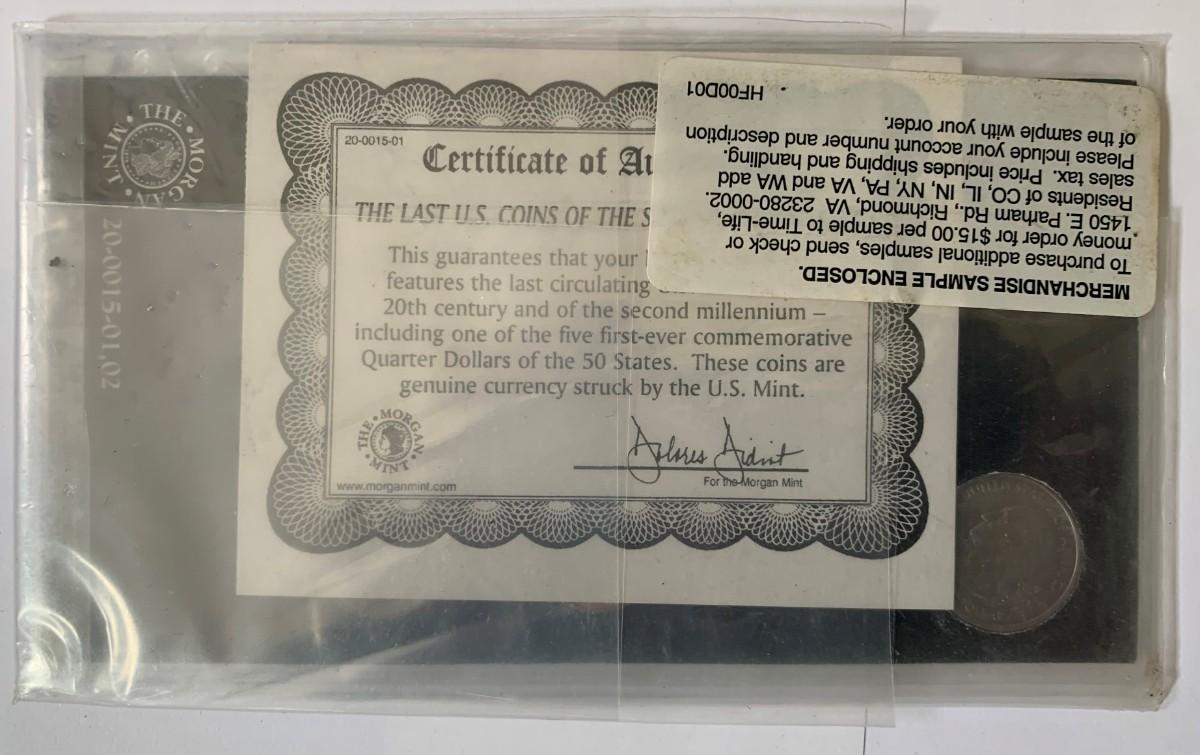 THE • MORGAN • MINT •
20-0015-01,02
20-0015-01
Certificate of Au
THE LAST U.S. COINS OF THE S
This guarantees that your
features the last circulating
20th century and of the second millennium –
including one of the five first-ever commemorative
Quarter Dollars of the 50 States. These coins are
genuine currency struck by the U.S. Mint.
THE • MORGAN • MINT •
www.morganmint.com
For the Morgan Mint
MERCHANDISE SAMPLE ENCLOSED.
To purchase additional samples, send check or
money order for $15.00 per sample to Time-Life,
1450 E. Parham Rd., Richmond, VA 23280-0002.
Residents of CO, IL, IN, NY, PA, VA and WA add
sales tax. Price includes shipping and handling.
Please include your account number and description
of the sample with your order.
HF00D01